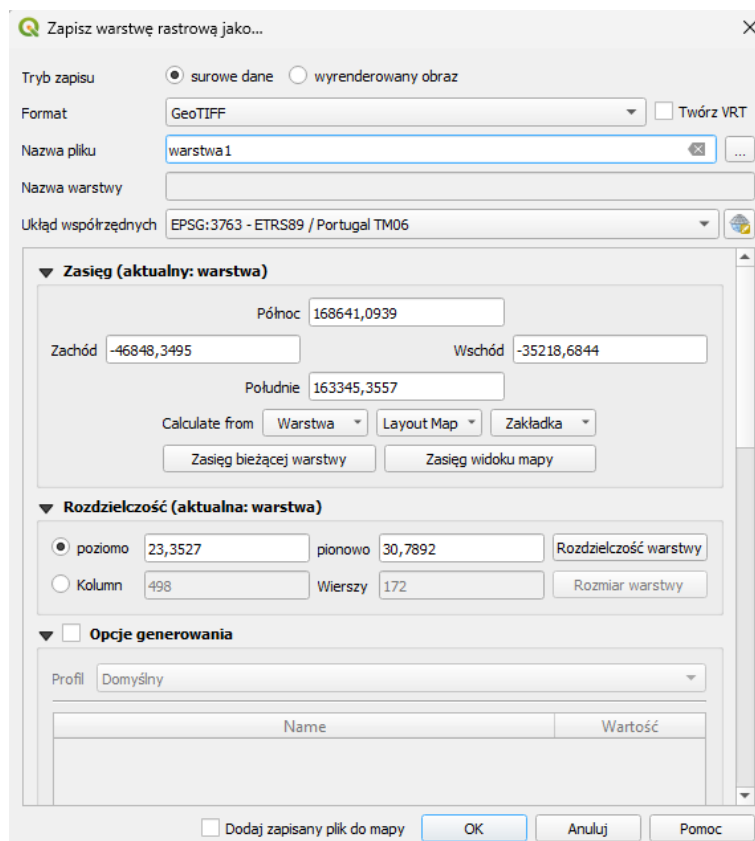 Zapisz warstwę rastrową jako...
Tryb zapisu surowe dane wyrenderowany obraz
Format GeoTIFF Twórz VRT
Nazwa pliku warstwa1 ...
Nazwa warstwy
Układ współrzędnych EPSG:3763 - ETRS89 / Portugal TM06
Zasięg (aktualny: warstwa)
Północ 168641,0939
Zachód -46848,3495 Wschód -35218,6844
Południe 163345,3557
Calculate from Warstwa Layout Map Zakładka
Zasięg bieżącej warstwy Zasięg widoku mapy
Rozdzielczość (aktualna: warstwa)
poziomo 23,3527 pionowo 30,7892 Rozdzielczość warstwy
Kolumn 498 Wierszy 172 Rozmiar warstwy
Opcje generowania
Profil Domyślny
Name Wartość
Dodaj zapisany plik do mapy OK Anuluj Pomoc